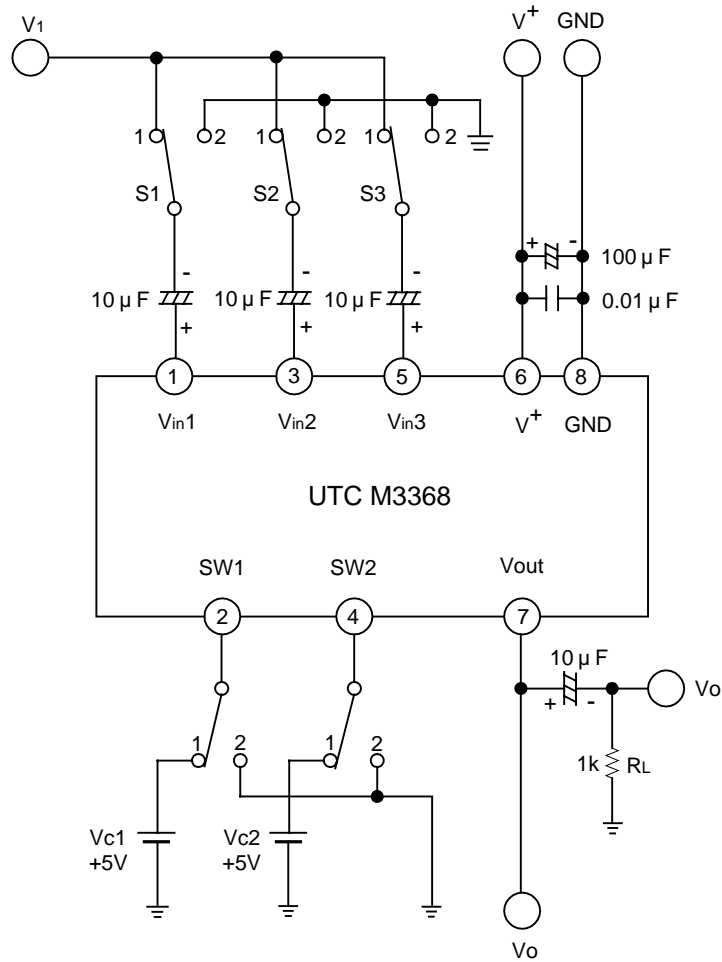 V1
V+ GND
1 2 1 2 1 2
S1 S2 S3
- - - + - 100 μ F
10 μ F 10 μ F 10 μ F 0.01 μ F
+ + +
1 3 5 6 8
Vin1 Vin2 Vin3 V+ GND
UTC M3368
SW1 SW2 Vout
2 4 7
10 μ F
+ - Vo
1 2 1 2
1k RL
Vc1 Vc2
+5V +5V
Vo